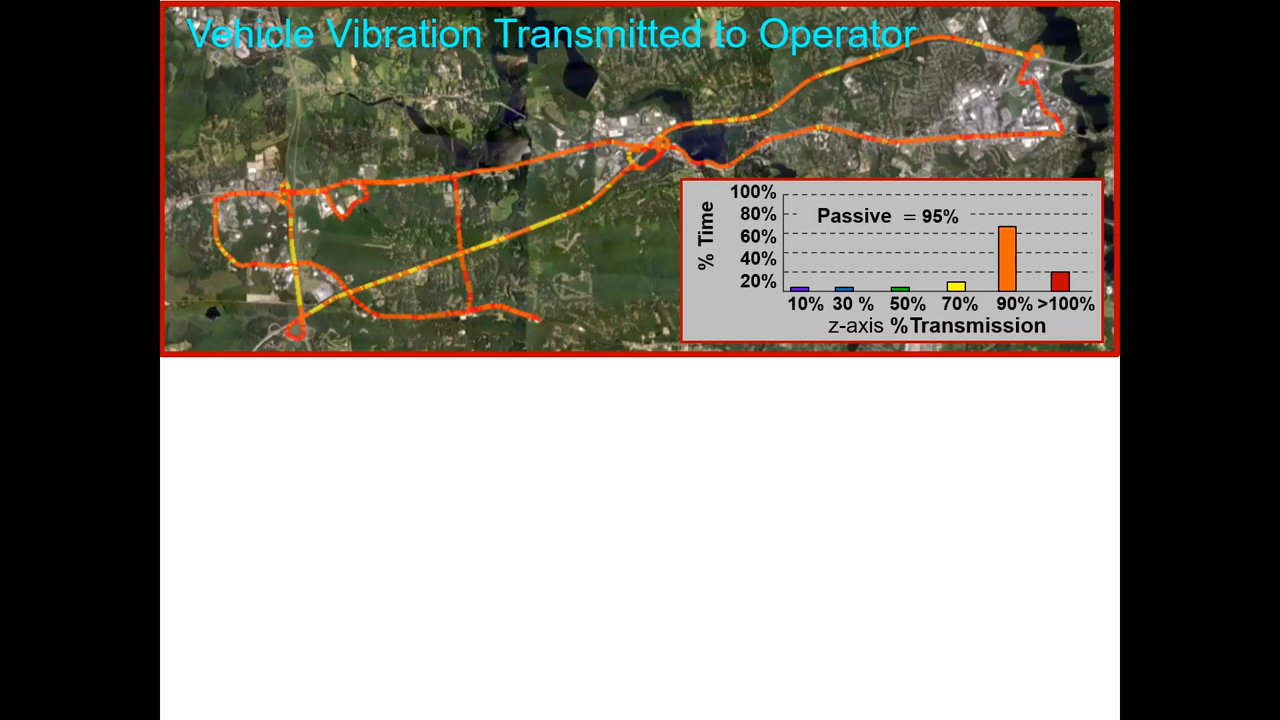 Vehicle Vibration Transmitted to Operator
% Time
100%
80%
60%
40%
20%
Passive = 95%
10% 30 % 50% 70% 90% >100%
z-axis %Transmission